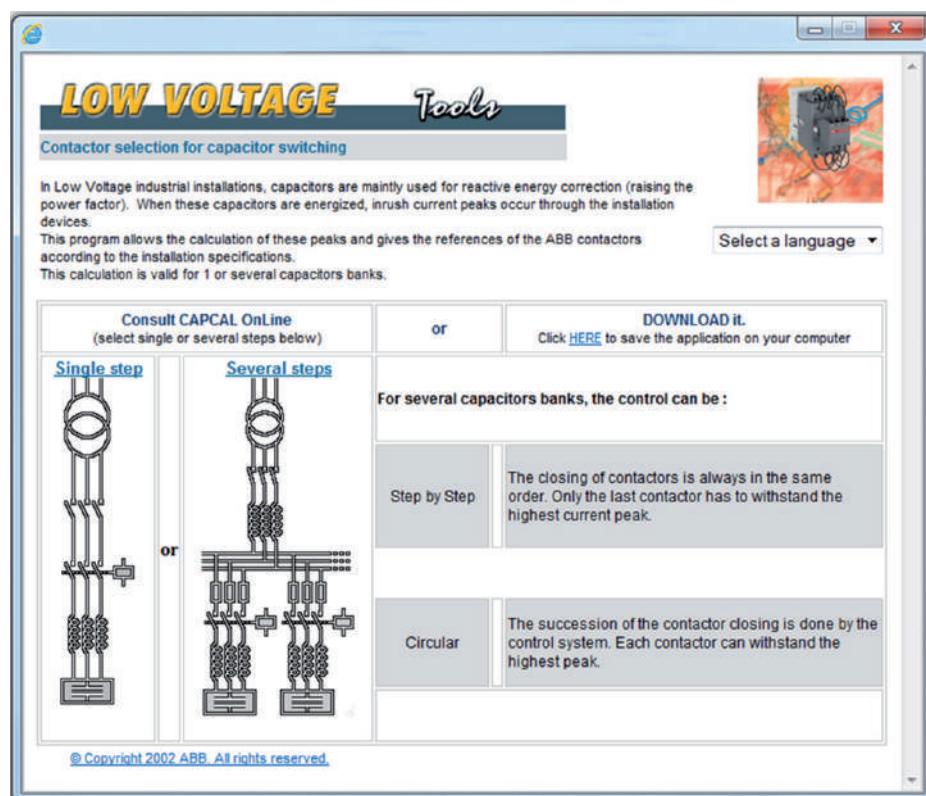 LOW VOLTAGE Tools
Contactor selection for capacitor switching
In Low Voltage industrial installations, capacitors are maintly used for reactive energy correction (raising the
power factor). When these capacitors are energized, inrush current peaks occur through the installation
devices.
This program allows the calculation of these peaks and gives the references of the ABB contactors
according to the installation specifications.
This calculation is valid for 1 or several capacitors banks.
Select a language
Consult CAPCAL OnLine
(select single or several steps below)
or
DOWNLOAD it.
Click HERE to save the application on your computer
Single step
or
Several steps
For several capacitors banks, the control can be :
Step by Step
The closing of contactors is always in the same
order. Only the last contactor has to withstand the
highest current peak.
Circular
The succession of the contactor closing is done by the
control system. Each contactor can withstand the
highest peak.
© Copyright 2002 ABB. All rights reserved.